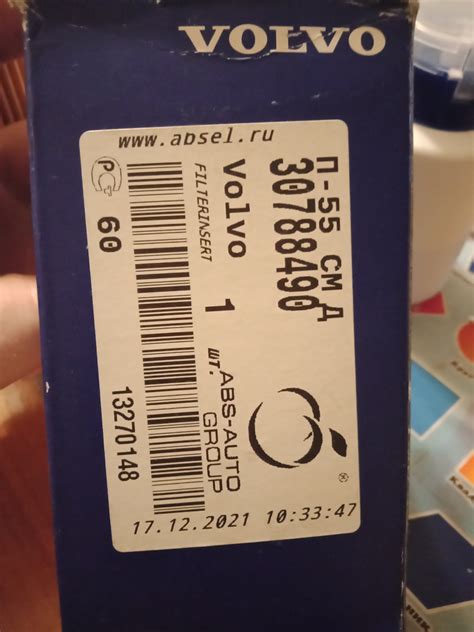 VOLVO
www.absel.ru
П-55 СМ Д
30788490
Volvo
FILTERINSERT
1
шт.
ABS-AUTO
GROUP
®
РСТ
60
13270148
17.12.2021 10:33:47